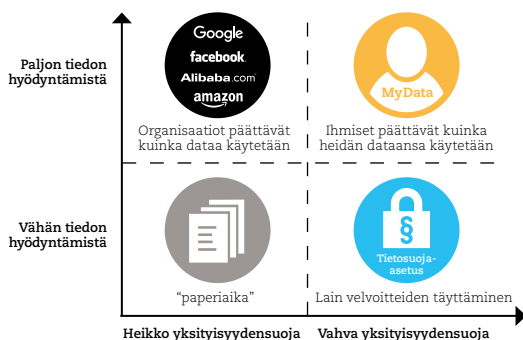 Paljon tiedon
hyödyntämistä
Google
facebook
Alibaba.com
amazon
Organisaatiot päättävät
kuinka dataa käytetään
MyData
Ihmiset päättävät kuinka
heidän dataansa käytetään
Vähän tiedon
hyödyntämistä
"paperiaika"
§
Tietosuoja-
asetus
Lain velvoitteiden täyttäminen
Heikko yksityisyydensuoja
Vahva yksityisyydensuoja